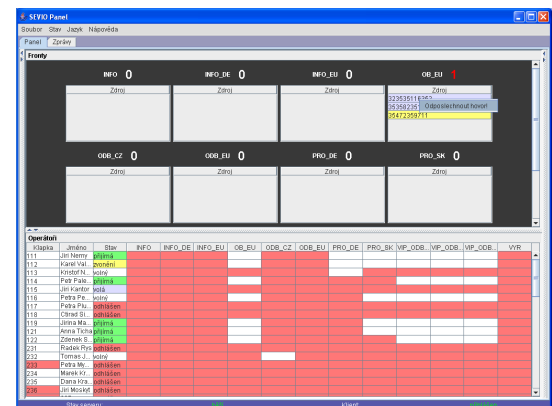 SEVIO Panel
Soubor Stav Jazyk Nápověda
Panel Zprávy
Fronty
INFO 0 INFO_DE 0 INFO_EU 0 OB_EU 1
Zdroj Zdroj Zdroj Zdroj
Odposlechnout hovor!
35472359711
ODB_CZ 0 ODB_EU 0 PRO_DE 0 PRO_SK 0
Zdroj Zdroj Zdroj Zdroj
Operátoři
Klapka Jméno Stav INFO INFO_DE INFO_EU OB_EU ODB_CZ ODB_EU PRO_DE PRO_SK VIP_ODB... VIP_ODB... VIP_ODB... VYR
111 Jiri Nemy přijímá
112 Karel Val... zvonění
113 Kristof N... volný
114 Petr Pale... přijímá
115 Jiri Kantor volá
116 Petra Pe... volný
117 Petra Plu... odhlášen
118 Ctirad Si... odhlášen
119 Jirina Ma... přijímá
121 Anna Ticha přijímá
122 Zdenek S... přijímá
231 Radek Rys odhlášen
232 Tomas J... volný
233 Petra My... odhlášen
234 Marek Kr... odhlášen
235 Dana Kra... odhlášen
236 Jiri Moskyt odhlášen
Stav serveru Klient